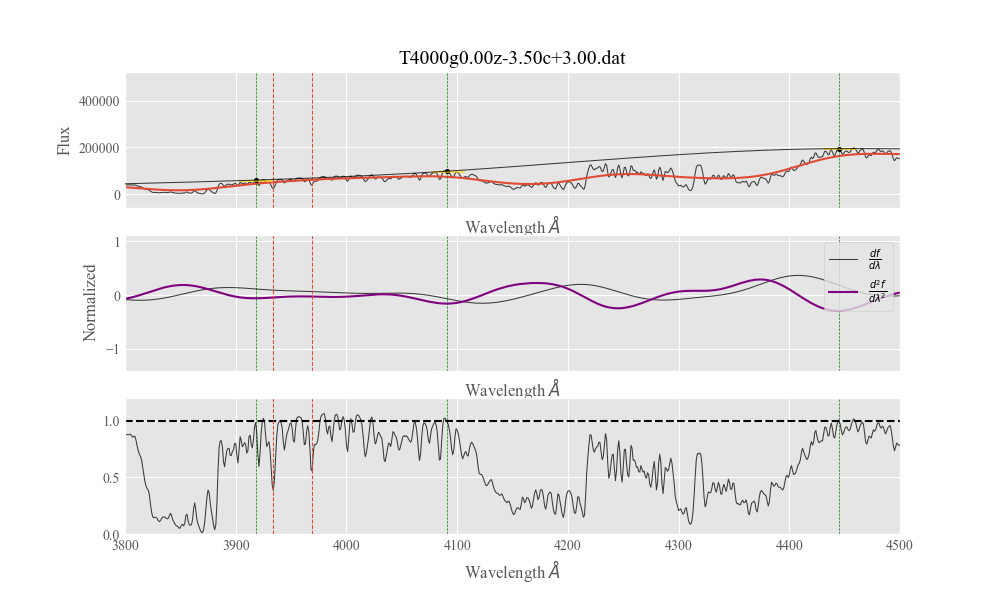 T4000g0.00z-3.50c+3.00.dat
Flux
400000
200000
0
Wavelength Å
Normalized
1
0
−1
df
dλ
d²f
dλ²
Wavelength Å
1.0
0.5
0.0
3800 3900 4000 4100 4200 4300 4400 4500
Wavelength Å